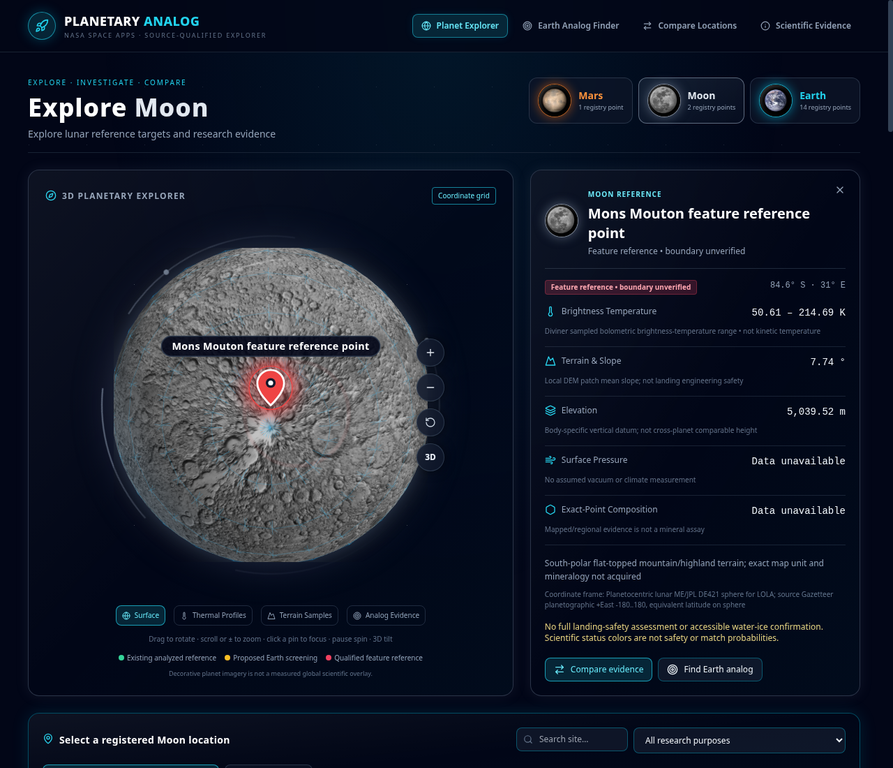 PLANETARY ANALOG
NASA SPACE APPS · SOURCE-QUALIFIED EXPLORER
Planet Explorer
Earth Analog Finder
Compare Locations
Scientific Evidence
EXPLORE · INVESTIGATE · COMPARE
Explore Moon
Explore lunar reference targets and research evidence
Mars
1 registry point
Moon
2 registry points
Earth
14 registry points
3D PLANETARY EXPLORER
Coordinate grid
Mons Mouton feature reference point
+
−
3D
Surface
Thermal Profiles
Terrain Samples
Analog Evidence
Drag to rotate · scroll or ± to zoom · click a pin to focus · pause spin · 3D tilt
Existing analyzed reference
Proposed Earth screening
Qualified feature reference
Decorative planet imagery is not a measured global scientific overlay.
MOON REFERENCE
Mons Mouton feature reference
point
Feature reference • boundary unverified
Feature reference • boundary unverified
84.6° S · 31° E
Brightness Temperature
50.61 – 214.69 K
Diviner sampled bolometric brightness-temperature range • not kinetic temperature
Terrain & Slope
7.74 °
Local DEM patch mean slope; not landing engineering safety
Elevation
5,039.52 m
Body-specific vertical datum; not cross-planet comparable height
Surface Pressure
Data unavailable
No assumed vacuum or climate measurement
Exact-Point Composition
Data unavailable
Mapped/regional evidence is not a mineral assay
South-polar flat-topped mountain/highland terrain; exact map unit and
mineralogy not acquired
Coordinate frame: Planetocentric lunar ME/JPL DE421 sphere for LOLA; source Gazetteer
planetographic +East -180..180, equivalent latitude on sphere
No full landing-safety assessment or accessible water-ice confirmation.
Scientific status colors are not safety or match probabilities.
Compare evidence
Find Earth analog
Select a registered Moon location
Search site...
All research purposes